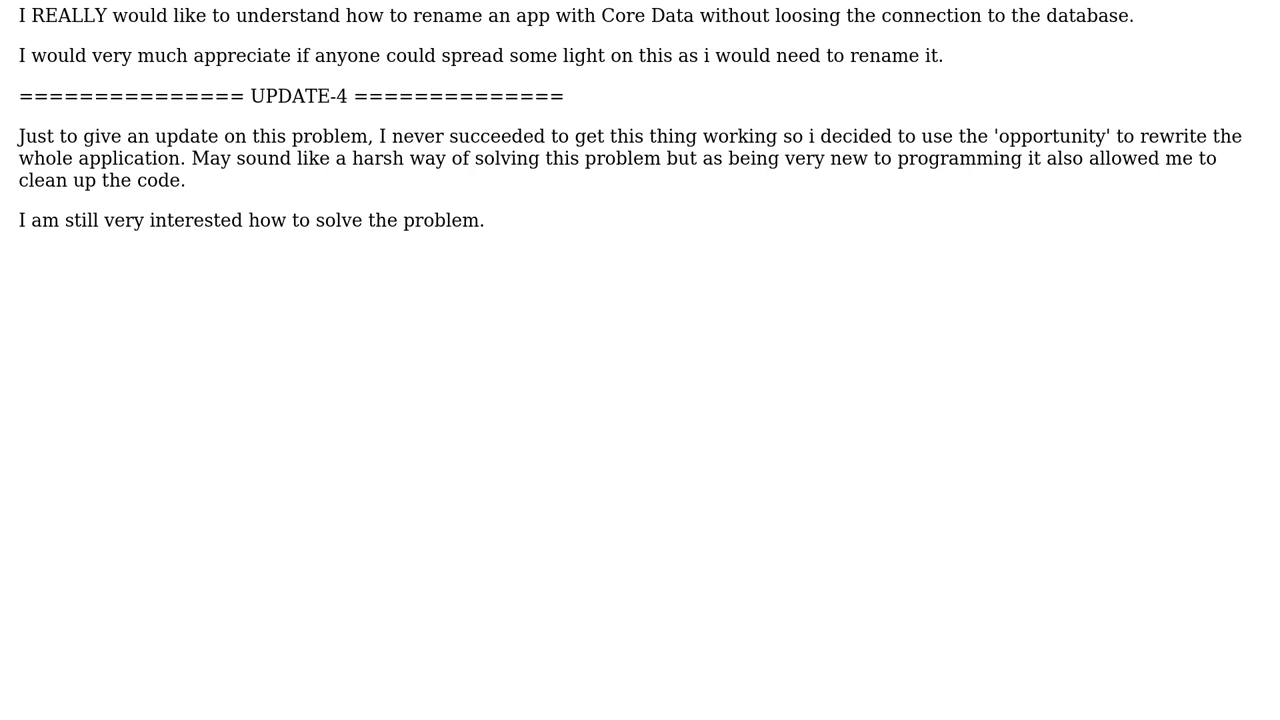 I REALLY would like to understand how to rename an app with Core Data without loosing the connection to the database.
I would very much appreciate if anyone could spread some light on this as i would need to rename it.
=============== UPDATE-4 ==============
Just to give an update on this problem, I never succeeded to get this thing working so i decided to use the 'opportunity' to rewrite the
whole application. May sound like a harsh way of solving this problem but as being very new to programming it also allowed me to
clean up the code.
I am still very interested how to solve the problem.